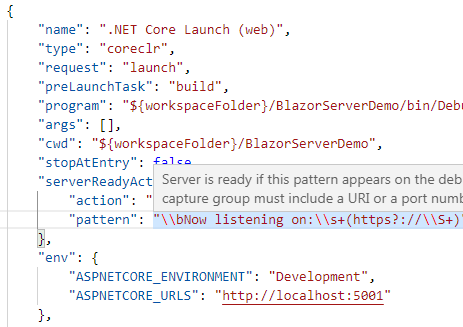 {
"name": ".NET Core Launch (web)",
"type": "coreclr",
"request": "launch",
"preLaunchTask": "build",
"program": "${workspaceFolder}/BlazorServerDemo/bin/Deb
"args": [],
"cwd": "${workspaceFolder}/BlazorServerDemo",
"stopAtEntry": false
Server is ready if this pattern appears on the deb
"serverReadyAct
capture group must include a URI or a port numb
"action": "
"pattern": "\\bNow listening on:\\s+(https?://\\S+)"
},
"env": {
"ASPNETCORE_ENVIRONMENT": "Development",
"ASPNETCORE_URLS": "http://localhost:5001"
},